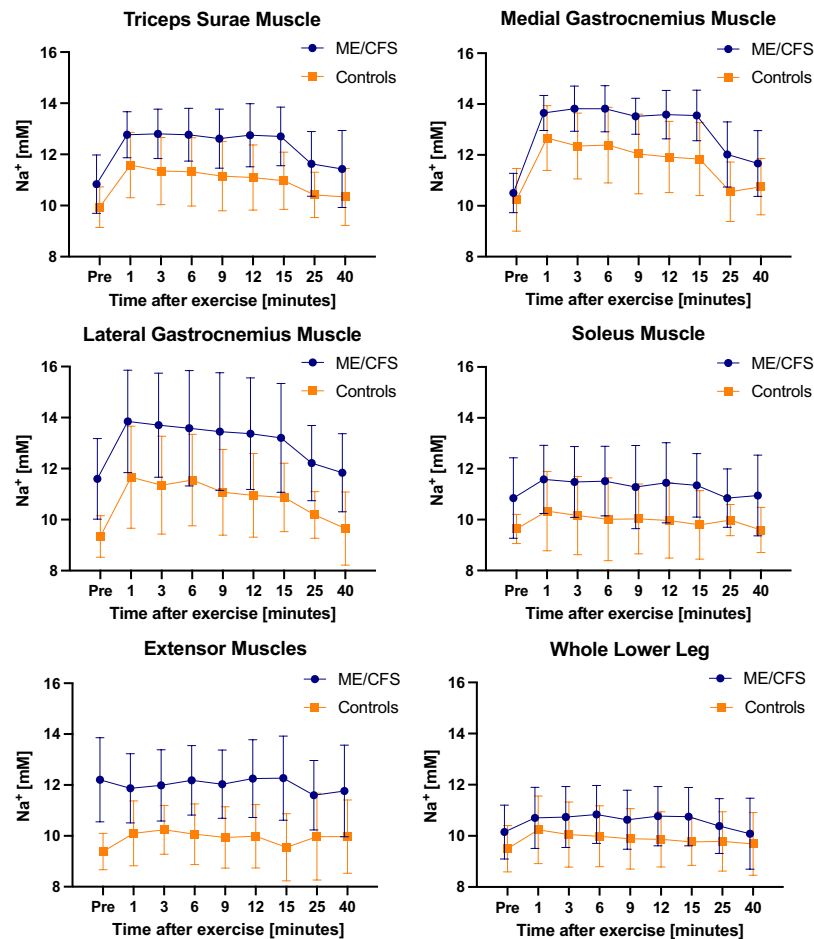 Triceps Surae Muscle
ME/CFS
Controls
16
14
12
10
8
Na⁺ [mM]
Pre 1 3 6 9 12 15 25 40
Time after exercise [minutes]
Medial Gastrocnemius Muscle
ME/CFS
Controls
16
14
12
10
8
Na⁺ [mM]
Pre 1 3 6 9 12 15 25 40
Time after exercise [minutes]
Lateral Gastrocnemius Muscle
ME/CFS
Controls
16
14
12
10
8
Na⁺ [mM]
Pre 1 3 6 9 12 15 25 40
Time after exercise [minutes]
Soleus Muscle
ME/CFS
Controls
16
14
12
10
8
Na⁺ [mM]
Pre 1 3 6 9 12 15 25 40
Time after exercise [minutes]
Extensor Muscles
ME/CFS
Controls
16
14
12
10
8
Na⁺ [mM]
Pre 1 3 6 9 12 15 25 40
Time after exercise [minutes]
Whole Lower Leg
ME/CFS
Controls
16
14
12
10
8
Na⁺ [mM]
Pre 1 3 6 9 12 15 25 40
Time after exercise [minutes]